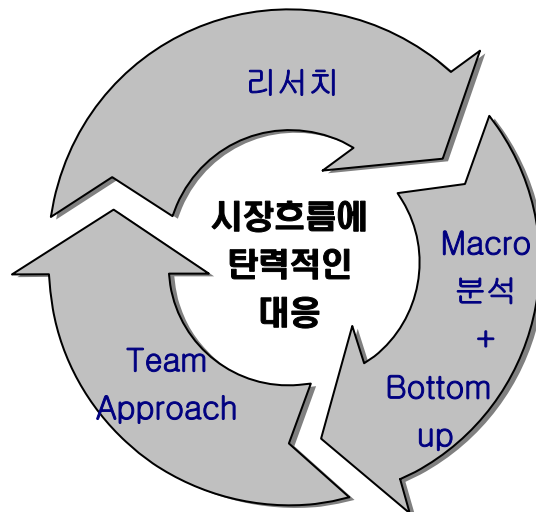 리서치
시장흐름에
탄력적인
대응
Macro
분석
+
Bottom
up
Team
Approach